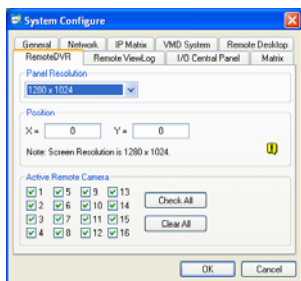 System Configure
General Network IP Matrix VMD System Remote Desktop
RemoteDVR Remote ViewLog I/O Central Panel Matrix
Panel Resolution
1280 x 1024
Position
X = 0 Y = 0
Note: Screen Resolution is 1280 x 1024.
Active Remote Camera
1 5 9 13
2 6 10 14
3 7 11 15
4 8 12 16
Check All
Clear All
OK Cancel